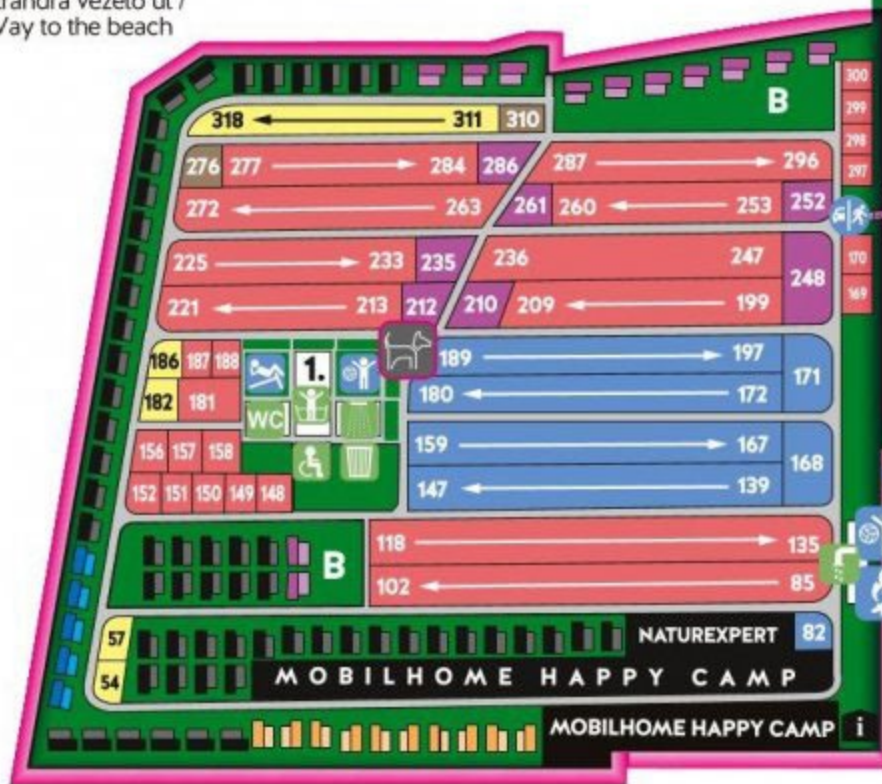 to the beach
300
B
299
318 311 310
298
276 277 284 286 287 296
297
272 263 261 260 253 252
225 233 235 236 247
170
248
221 213 212 210 209 199
169
186 187 188 1. 189 197
171
182 181 WC 180 172
156 157 158 159 167
168
152 151 150 149 148 147 139
118 135
B
102 85
57 NATUREXPERT 82
54 MOBILHOME HAPPY CAMP
MOBILHOME HAPPY CAMP i